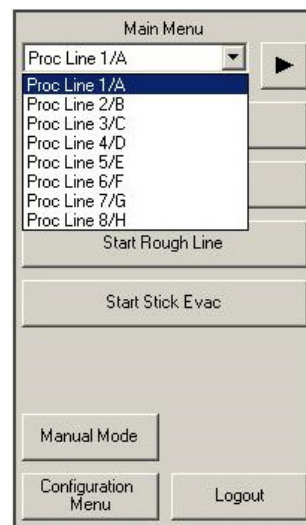 Main Menu
Proc Line 1/A
Proc Line 1/A
Proc Line 2/B
Proc Line 3/C
Proc Line 4/D
Proc Line 5/E
Proc Line 6/F
Proc Line 7/G
Proc Line 8/H
Start Rough Line
Start Stick Evac
Manual Mode
Configuration
Menu
Logout